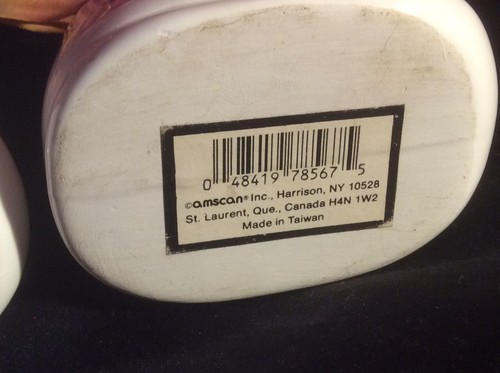 0 48419 78567 5
©amscan® Inc., Harrison, NY 10528
St. Laurent, Que., Canada H4N 1W2
Made in Taiwan